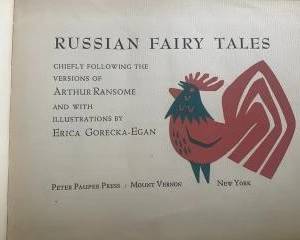 RUSSIAN FAIRY TALES
CHIEFLY FOLLOWING THE
VERSIONS OF
ARTHUR RANSOME
AND WITH
ILLUSTRATIONS BY
ERICA GORECKA-EGAN
PETER PAUPER PRESS : MOUNT VERNON NEW YORK